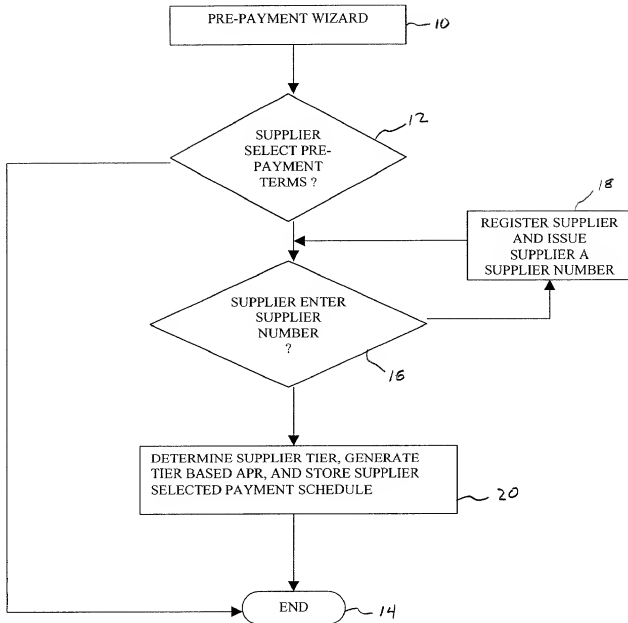 PRE-PAYMENT WIZARD
10
SUPPLIER
SELECT PRE-
PAYMENT
TERMS ?
12
REGISTER SUPPLIER
AND ISSUE
SUPPLIER A
SUPPLIER NUMBER
18
SUPPLIER ENTER
SUPPLIER
NUMBER
?
16
DETERMINE SUPPLIER TIER, GENERATE
TIER BASED APR, AND STORE SUPPLIER
SELECTED PAYMENT SCHEDULE
20
END
14